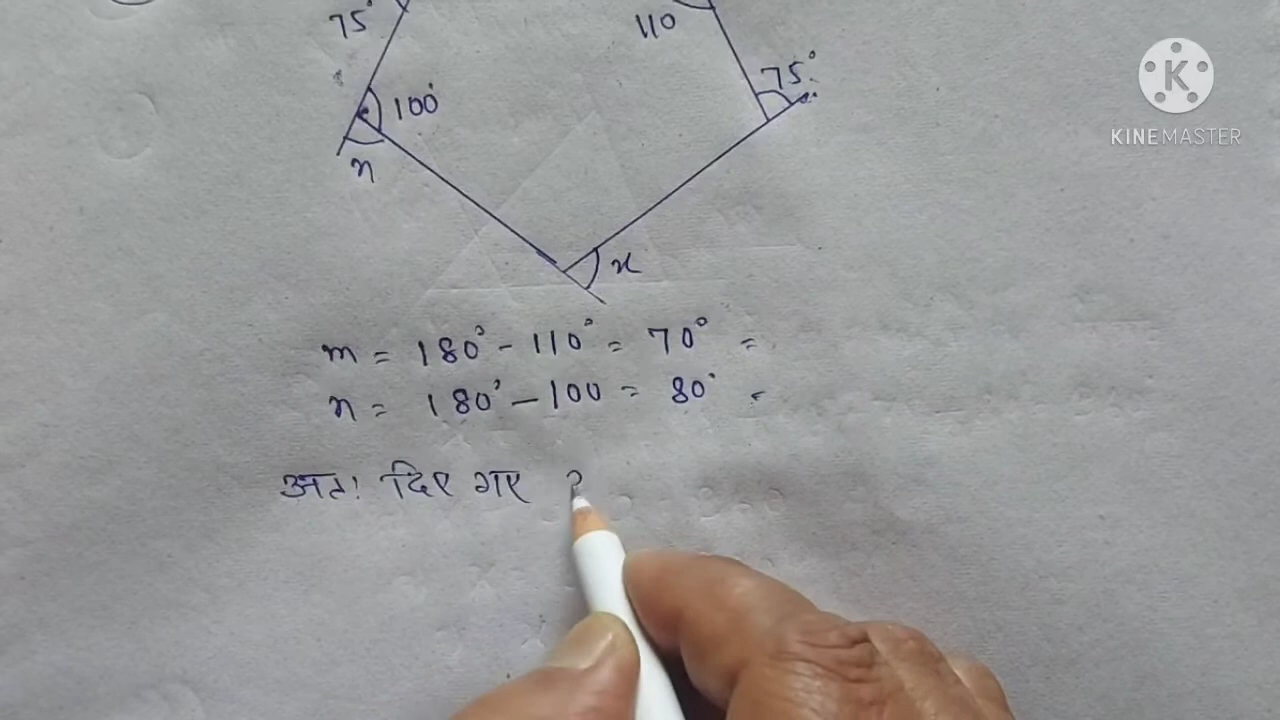 75°
110
75°
100°
n
x
m = 180° - 110° = 70° =
n = 180° - 100 = 80° =
अतः दिए गए
K
KINEMASTER